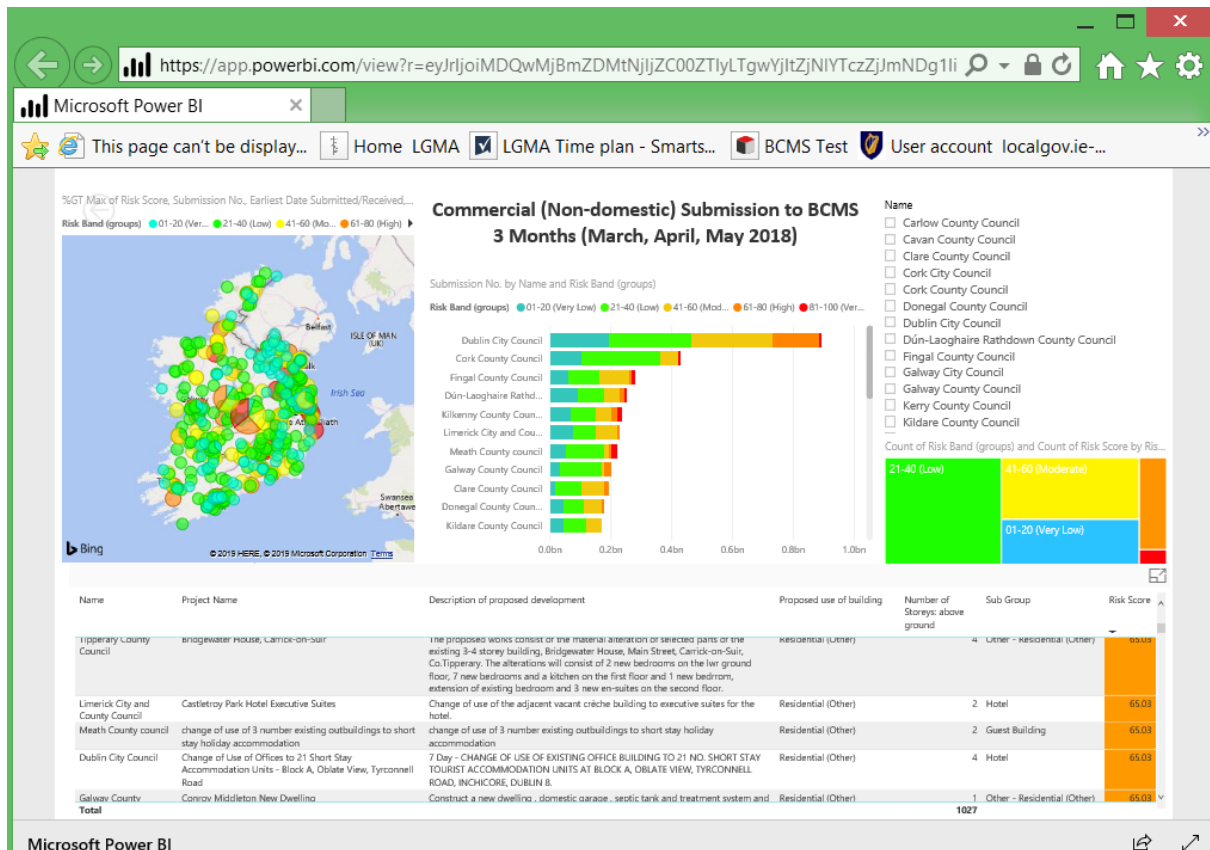 https://app.powerbi.com/view?r=eyJrIjoiMDQwMjBmZDMtNjljZC00ZTIyLTgwYjItZjNlYTczZjJmNDg1Ii
Microsoft Power BI
This page can't be display... Home LGMA LGMA Time plan - Smarts... BCMS Test User account localgov.ie-...
%GT Max of Risk Score, Submission No., Earliest Date Submitted/Received,...
Risk Band (groups) 01-20 (Ver... 21-40 (Low) 41-60 (Mo... 61-80 (High)
Belfast
ISLE OF MAN
(UK)
Irish Sea
Swansea
Abertawe
Bing
© 2019 HERE, © 2019 Microsoft Corporation Terms
Commercial (Non-domestic) Submission to BCMS
3 Months (March, April, May 2018)
Submission No. by Name and Risk Band (groups)
Risk Band (groups) 01-20 (Very Low) 21-40 (Low) 41-60 (Mod... 61-80 (High) 81-100 (Ver...
Dublin City Council
Cork County Council
Fingal County Council
Dún-Laoghaire Rathd...
Kilkenny County Coun...
Limerick City and Cou...
Meath County council
Galway County Council
Clare County Council
Donegal County Coun...
Kildare County Council
0.0bn 0.2bn 0.4bn 0.6bn 0.8bn 1.0bn
Name
Carlow County Council
Cavan County Council
Clare County Council
Cork City Council
Cork County Council
Donegal County Council
Dublin City Council
Dún-Laoghaire Rathdown County Council
Fingal County Council
Galway City Council
Galway County Council
Kerry County Council
Kildare County Council
Count of Risk Band (groups) and Count of Risk Score by Ris...
21-40 (Low)
41-60 (Moderate)
01-20 (Very Low)
Name Project Name Description of proposed development Proposed use of building Number of Storeys: above ground Sub Group Risk Score
Tipperary County Council Bridgewater House, Carrick-on-Suir The proposed works consist of the material alteration of selected parts of the Residential (Other) 4 Other - Residential (Other) 65.03
existing 3-4 storey building, Bridgewater House, Main Street, Carrick-on-Suir,
Co.Tipperary. The alterations will consist of 2 new bedrooms on the lwr ground
floor, 7 new bedrooms and a kitchen on the first floor and 1 new bedrrom,
extension of existing bedroom and 3 new en-suites on the second floor.
Limerick City and Castletroy Park Hotel Executive Suites Change of use of the adjacent vacant crèche building to executive suites for the Residential (Other) 2 Hotel 65.03
County Council hotel.
Meath County council change of use of 3 number existing outbuildings to short change of use of 3 number existing outbuildings to short stay holiday Residential (Other) 2 Guest Building 65.03
stay holiday accommodation accommodation
Dublin City Council Change of Use of Offices to 21 Short Stay 7 Day - CHANGE OF USE OF EXISTING OFFICE BUILDING TO 21 NO. SHORT STAY Residential (Other) 4 Hotel 65.03
Accommodation Units - Block A, Oblate View, Tyrconnell TOURIST ACCOMMODATION UNITS AT BLOCK A, OBLATE VIEW, TYRCONNELL
Road ROAD, INCHICORE, DUBLIN 8.
Galway County Conroy Middleton New Dwelling Construct a new dwelling , domestic garage , septic tank and treatment system and Residential (Other) 1 Other - Residential (Other) 65.03
Total 1027
Microsoft Power BI